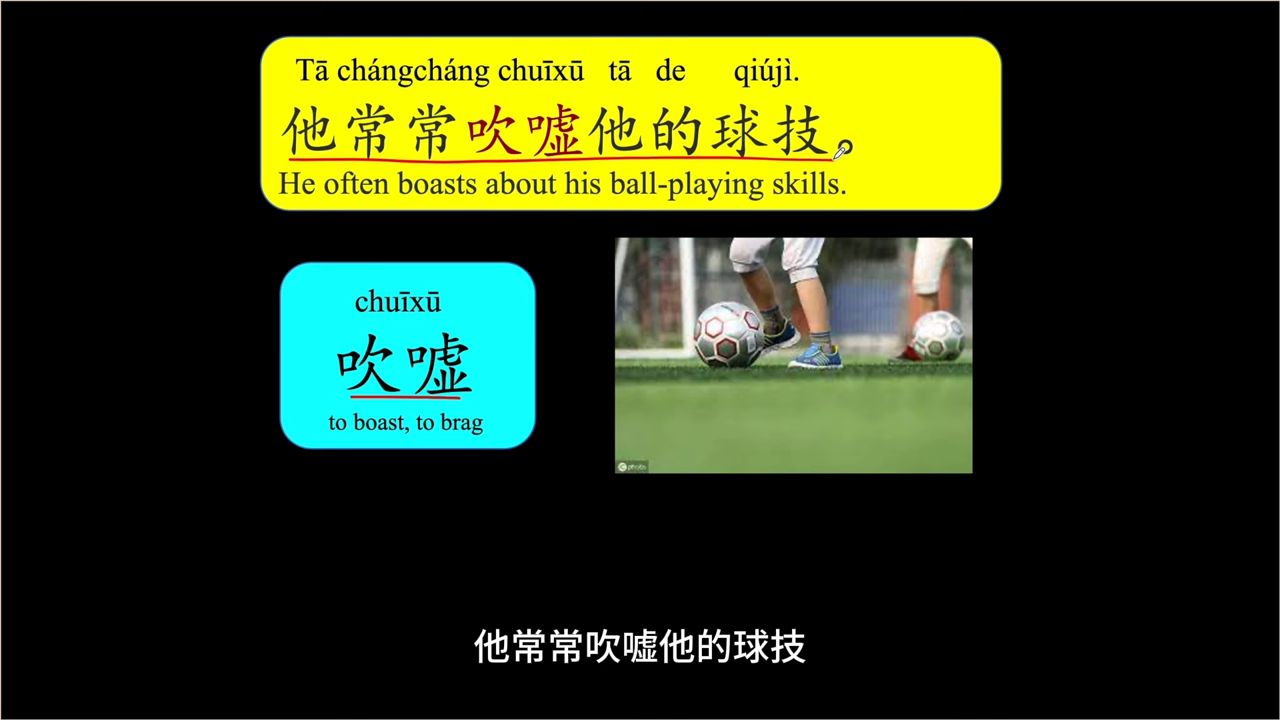 Tā chángcháng chuīxū tā de qiújì.
他常常吹嘘他的球技。
He often boasts about his ball-playing skills.
chuīxū
吹嘘
to boast, to brag
他常常吹嘘他的球技